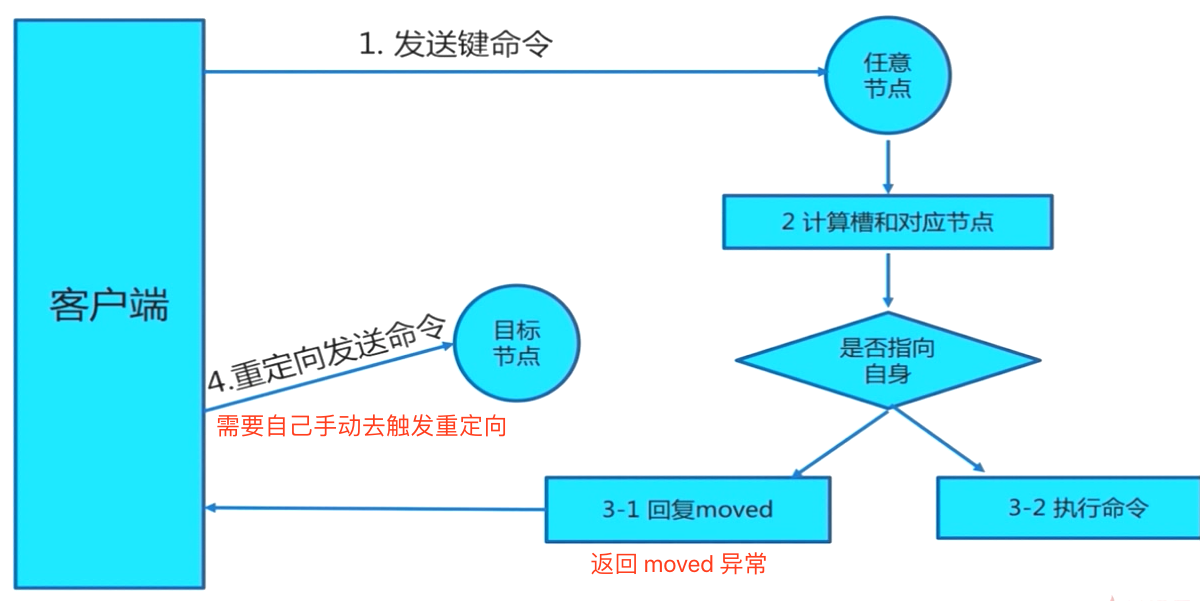 1. 发送键命令
任意
节点
2 计算槽和对应节点
客户端
4.重定向发送命令
目标
节点
是否指向
自身
需要自己手动去触发重定向
3-1 回复moved
3-2 执行命令
返回 moved 异常